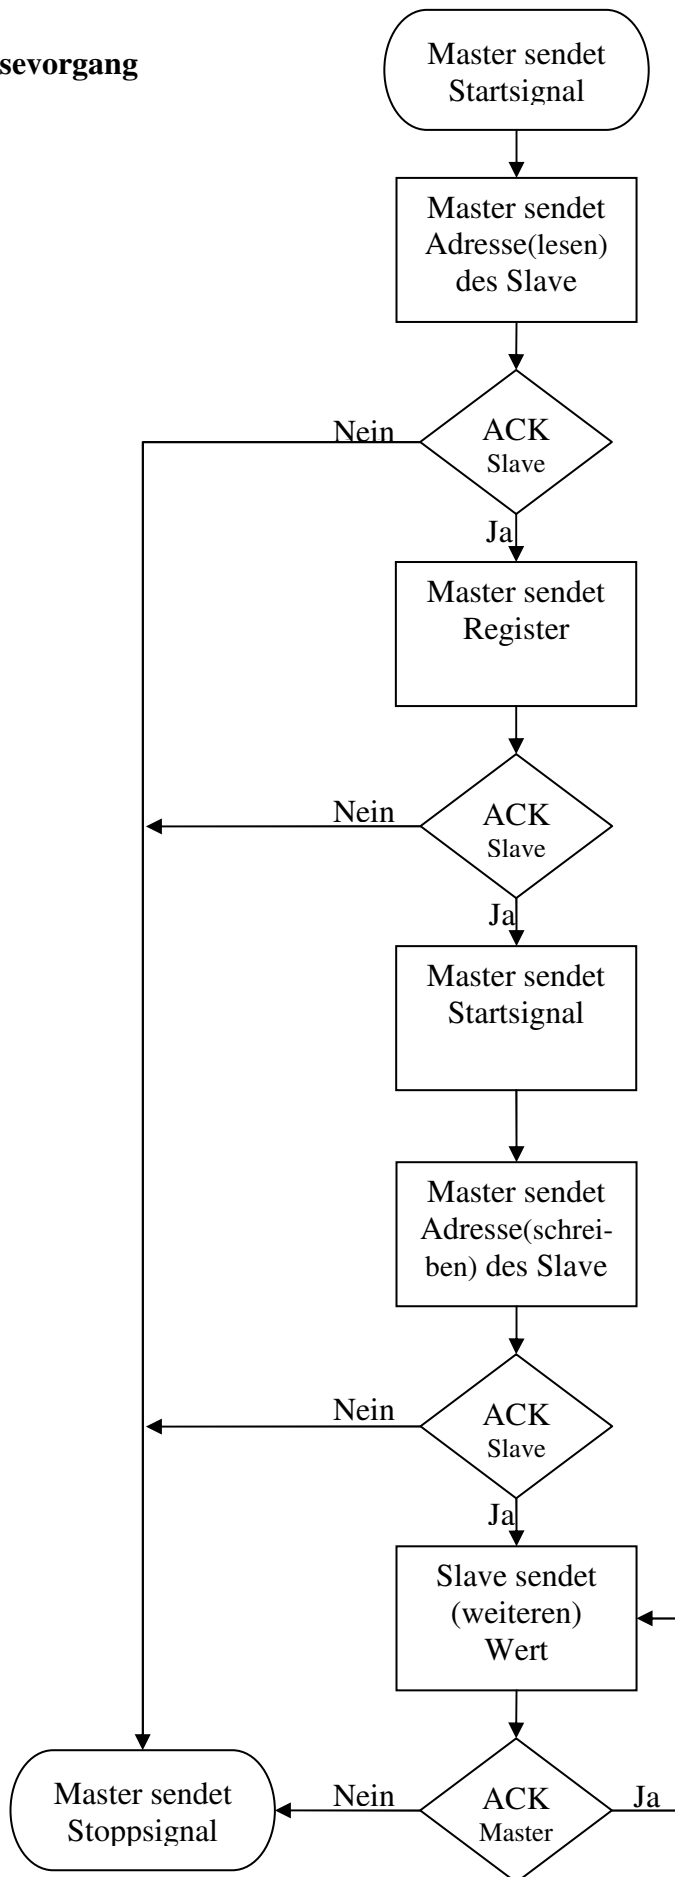 sevorgang
Master sendet
Startsignal
Master sendet
Adresse(lesen)
des Slave
Nein
ACK
Slave
Ja
Master sendet
Register
Nein
ACK
Slave
Ja
Master sendet
Startsignal
Master sendet
Adresse(schrei-
ben) des Slave
Nein
ACK
Slave
Ja
Slave sendet
(weiteren)
Wert
Master sendet
Stoppsignal
Nein
ACK
Master
Ja